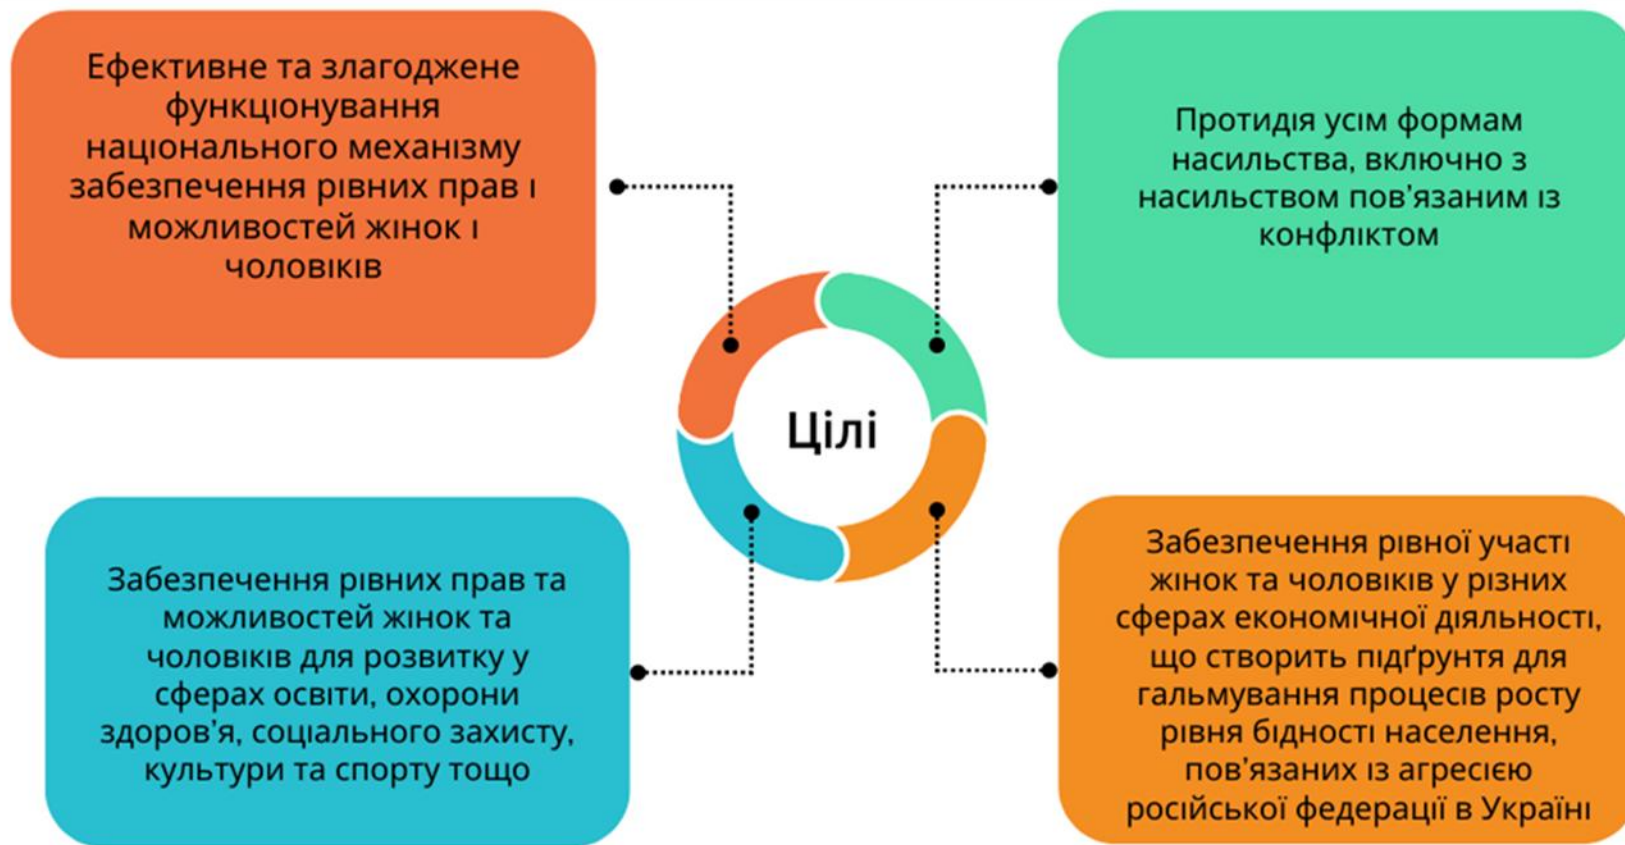 Ефективне та злагоджене
функціонування
національного механізму
забезпечення рівних прав і
можливостей жінок і
чоловіків
Протидія усім формам
насильства, включно з
насильством пов’язаним із
конфліктом
Цілі
Забезпечення рівних прав та
можливостей жінок та
чоловіків для розвитку у
сферах освіти, охорони
здоров’я, соціального захисту,
культури та спорту тощо
Забезпечення рівної участі
жінок та чоловіків у різних
сферах економічної діяльності,
що створить підґрунтя для
гальмування процесів росту
рівня бідності населення,
пов’язаних із агресією
російської федерації в Україні